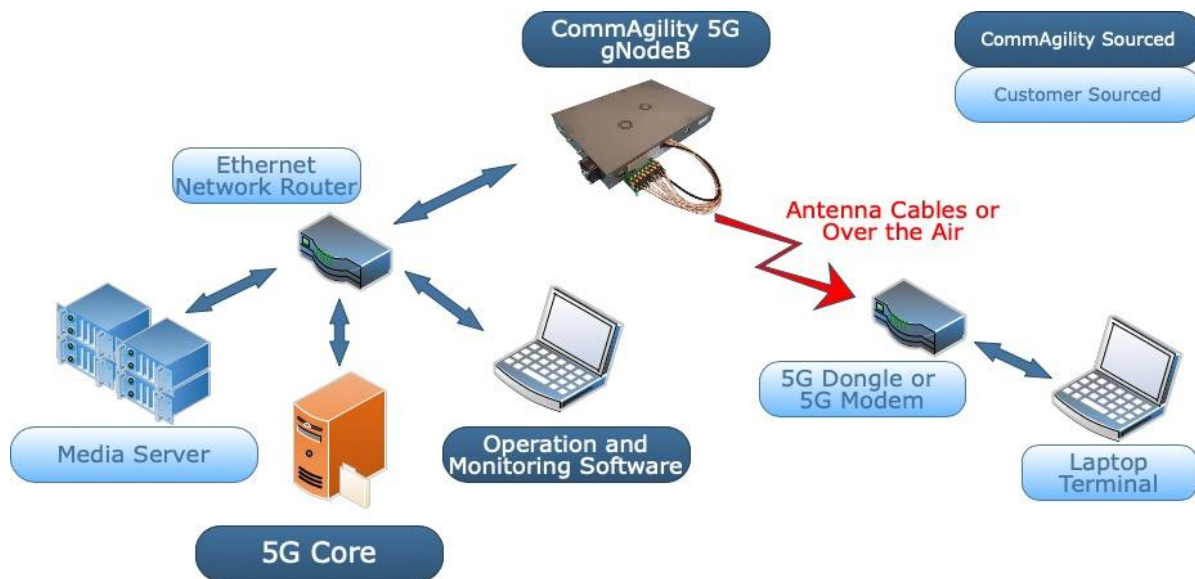 CommAgility 5G
gNodeB
CommAgility Sourced
Customer Sourced
Ethernet
Network Router
Antenna Cables or
Over the Air
5G Dongle or
5G Modem
Media Server
Operation and
Monitoring Software
Laptop
Terminal
5G Core